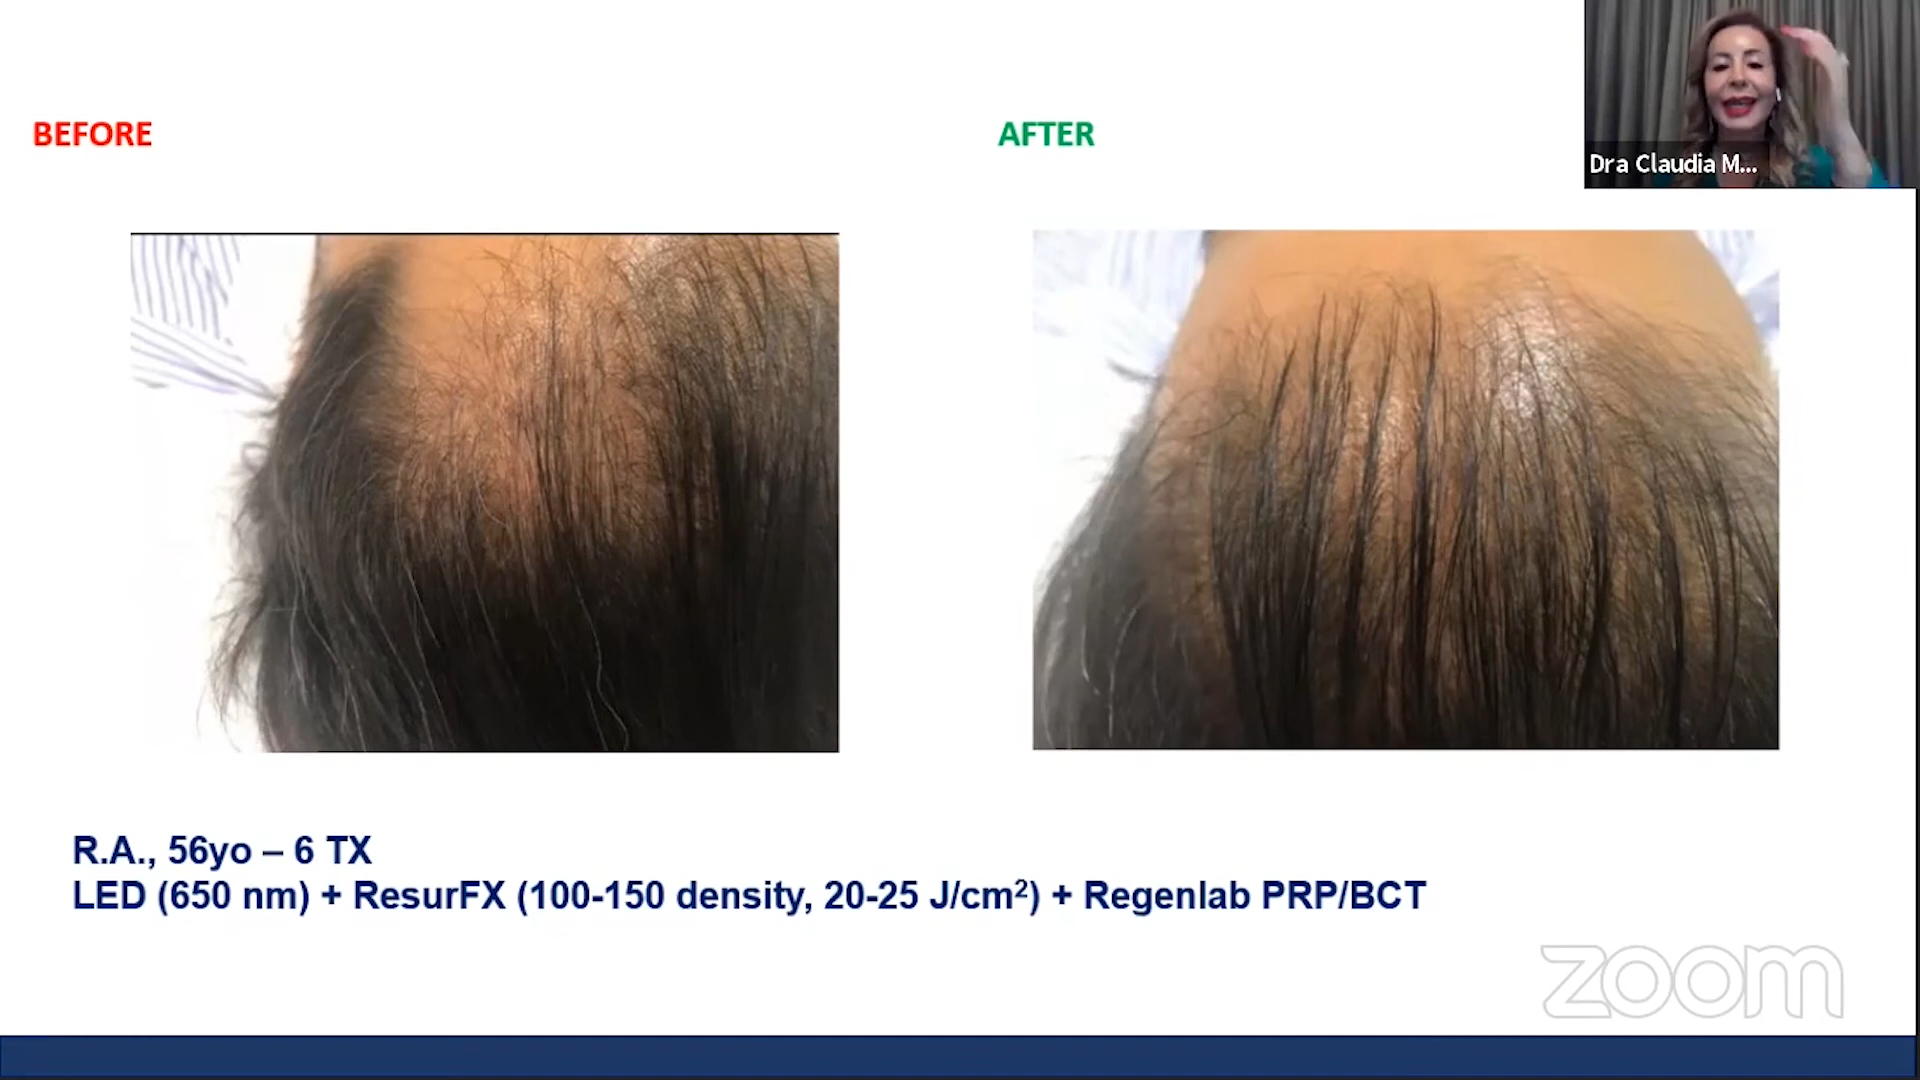 BEFORE
AFTER
Dra Claudia M...
R.A., 56yo – 6 TX
LED (650 nm) + ResurFX (100-150 density, 20-25 J/cm²) + Regenlab PRP/BCT
zoom